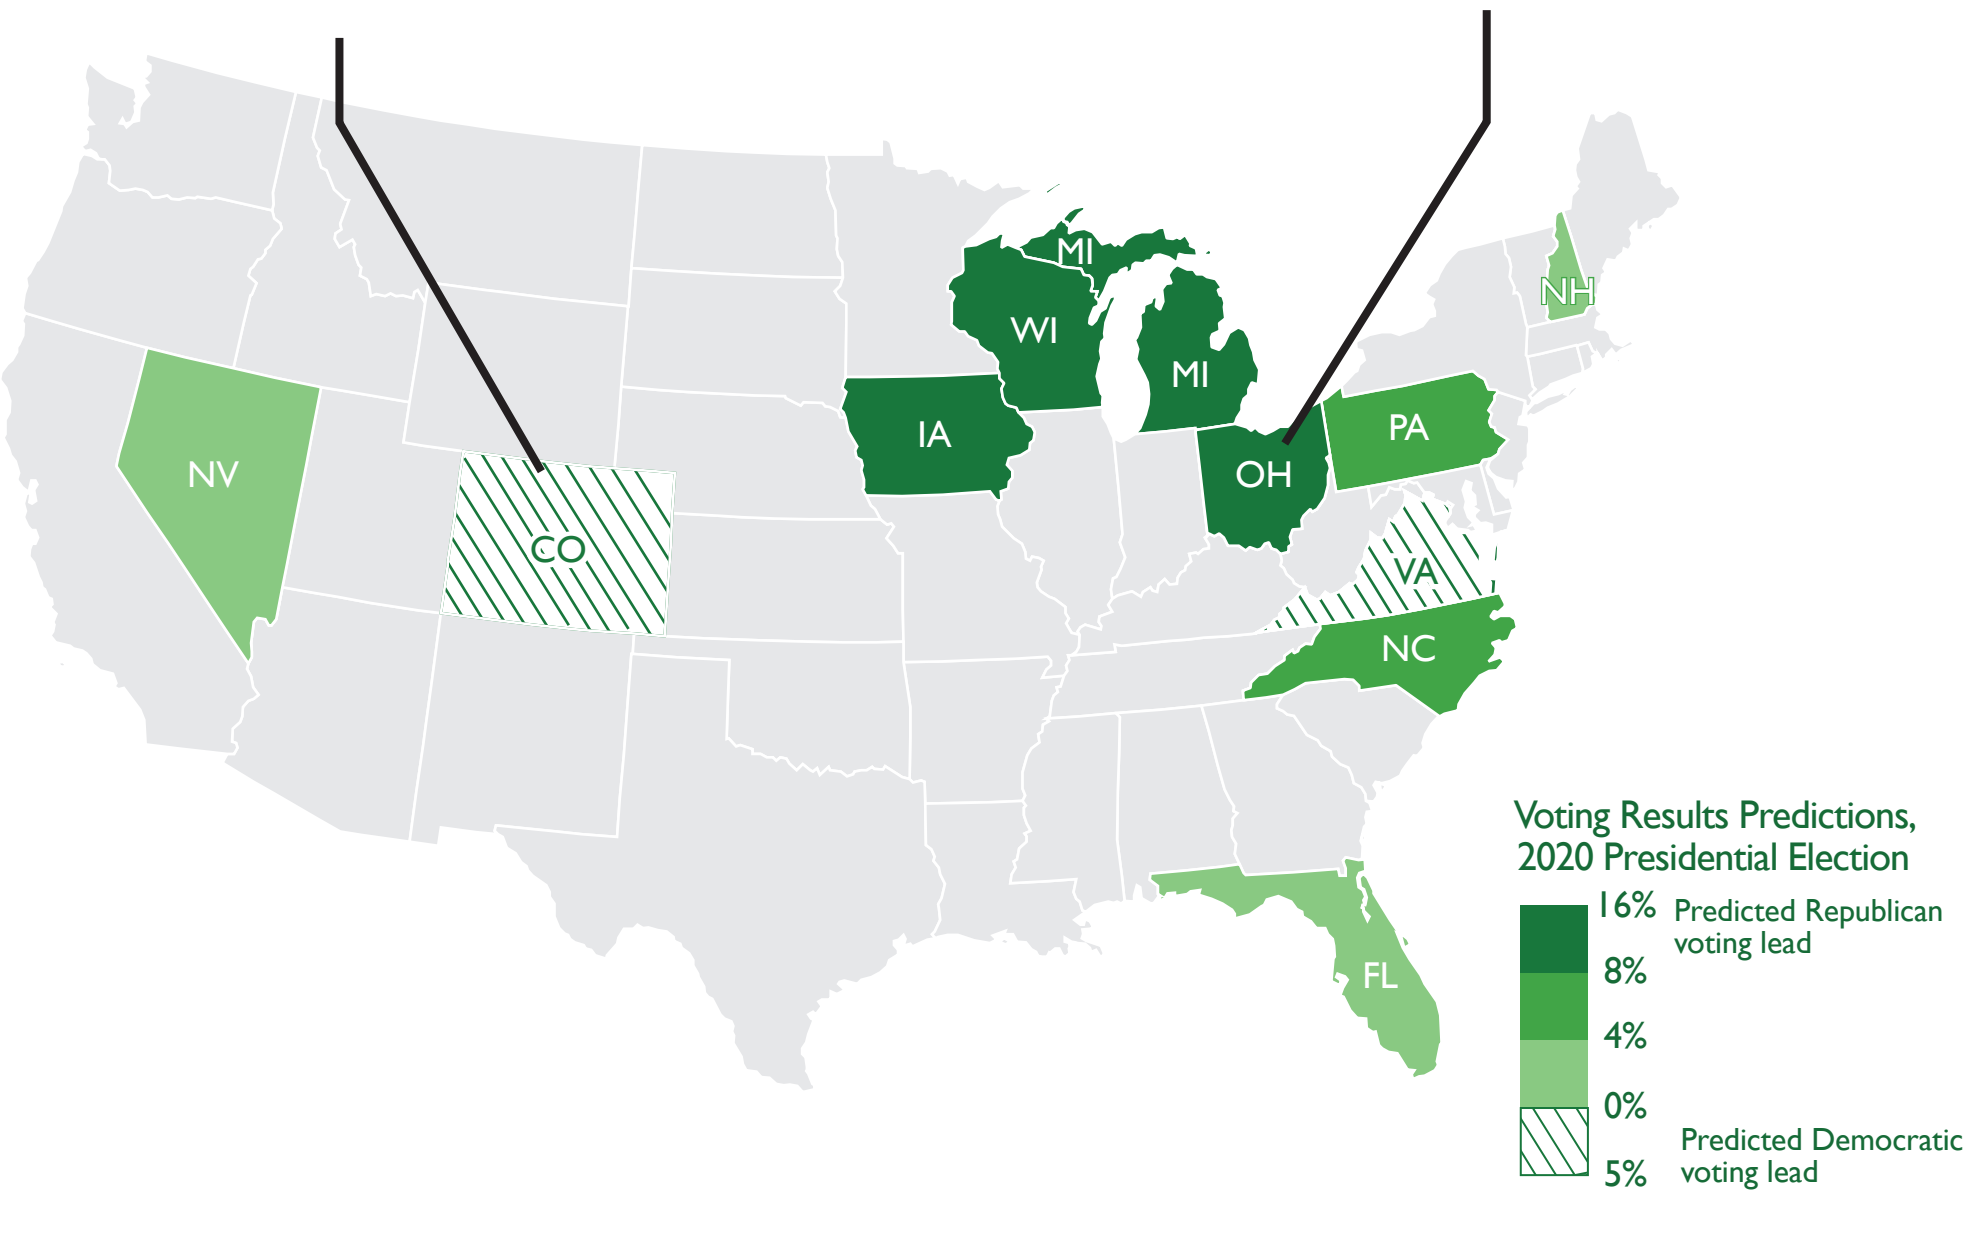 MI
NH
WI
MI
PA
IA
NV
OH
CO
VA
NC
FL
Voting Results Predictions,
2020 Presidential Election
16%
Predicted Republican
voting lead
8%
4%
0%
Predicted Democratic
voting lead
5%